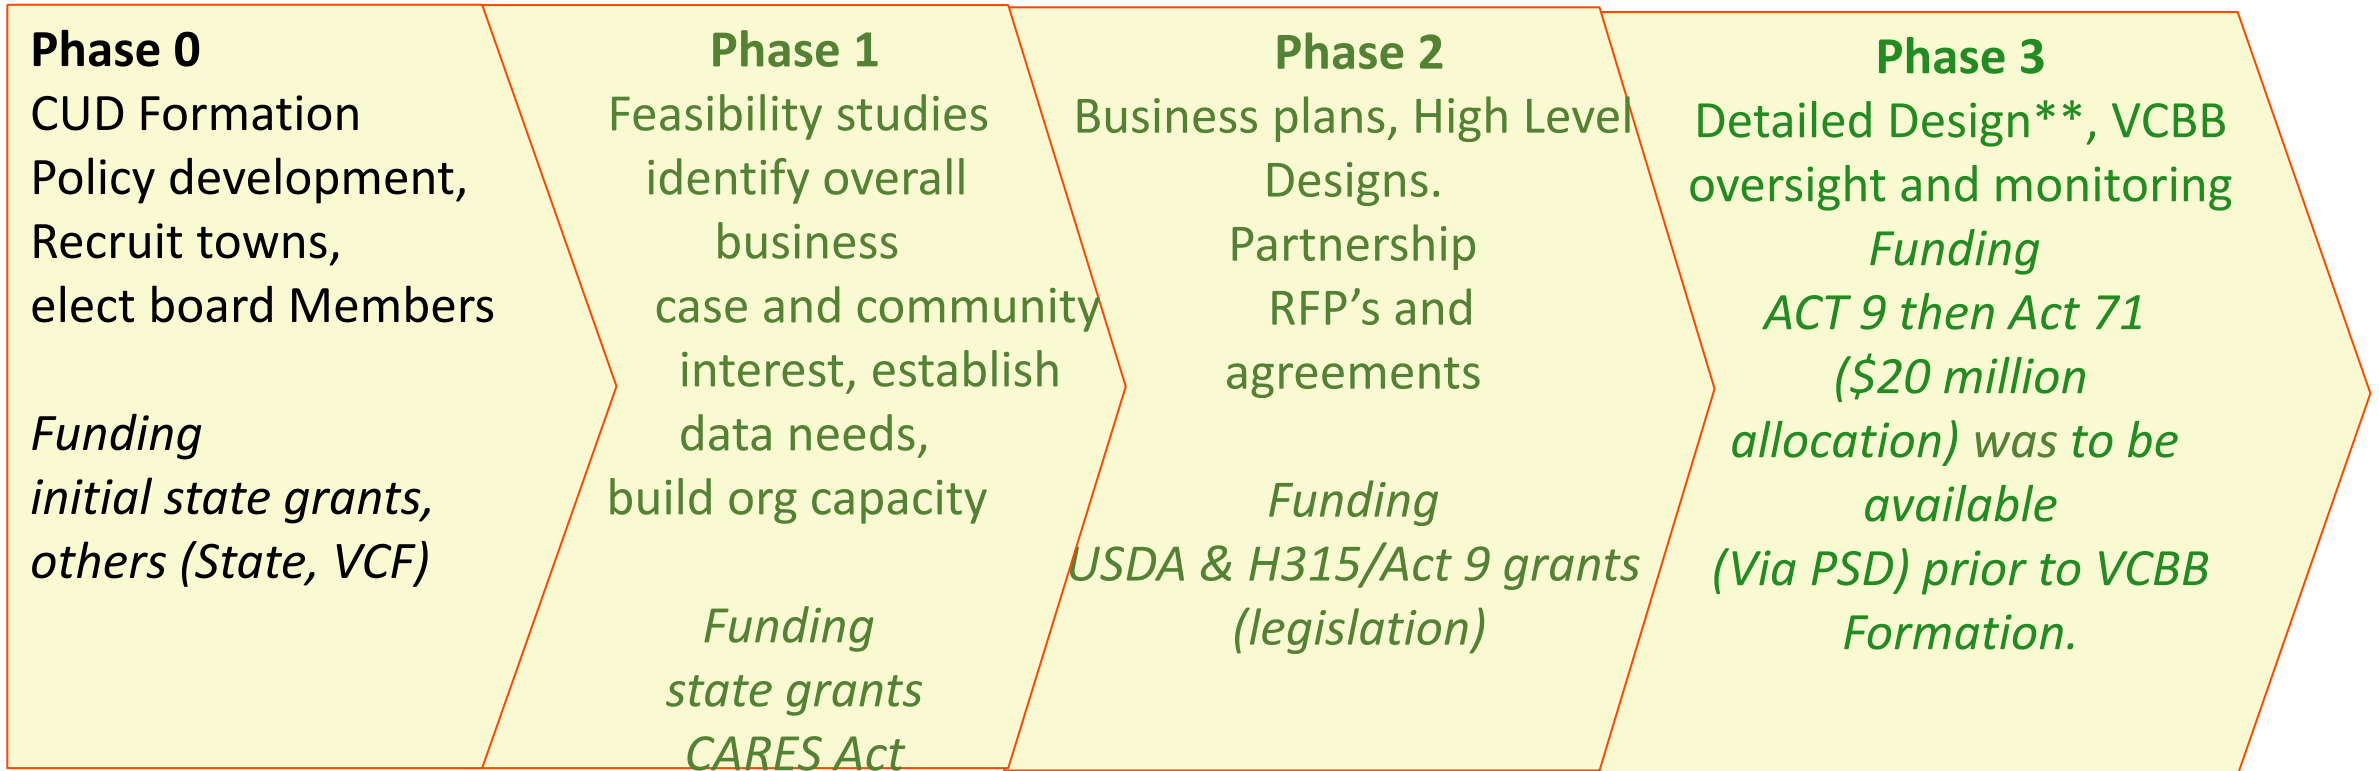 Phase 0
CUD Formation
Policy development,
Recruit towns,
elect board Members
Funding
initial state grants,
others (State, VCF)
Phase 1
Feasibility studies
identify overall
business
case and community
interest, establish
data needs,
build org capacity
Funding
state grants
CARES Act
Phase 2
Business plans, High Level
Designs.
Partnership
RFP’s and
agreements
Funding
USDA & H315/Act 9 grants
(legislation)
Phase 3
Detailed Design**, VCBB
oversight and monitoring
Funding
ACT 9 then Act 71
($20 million
allocation) was to be
available
(Via PSD) prior to VCBB
Formation.